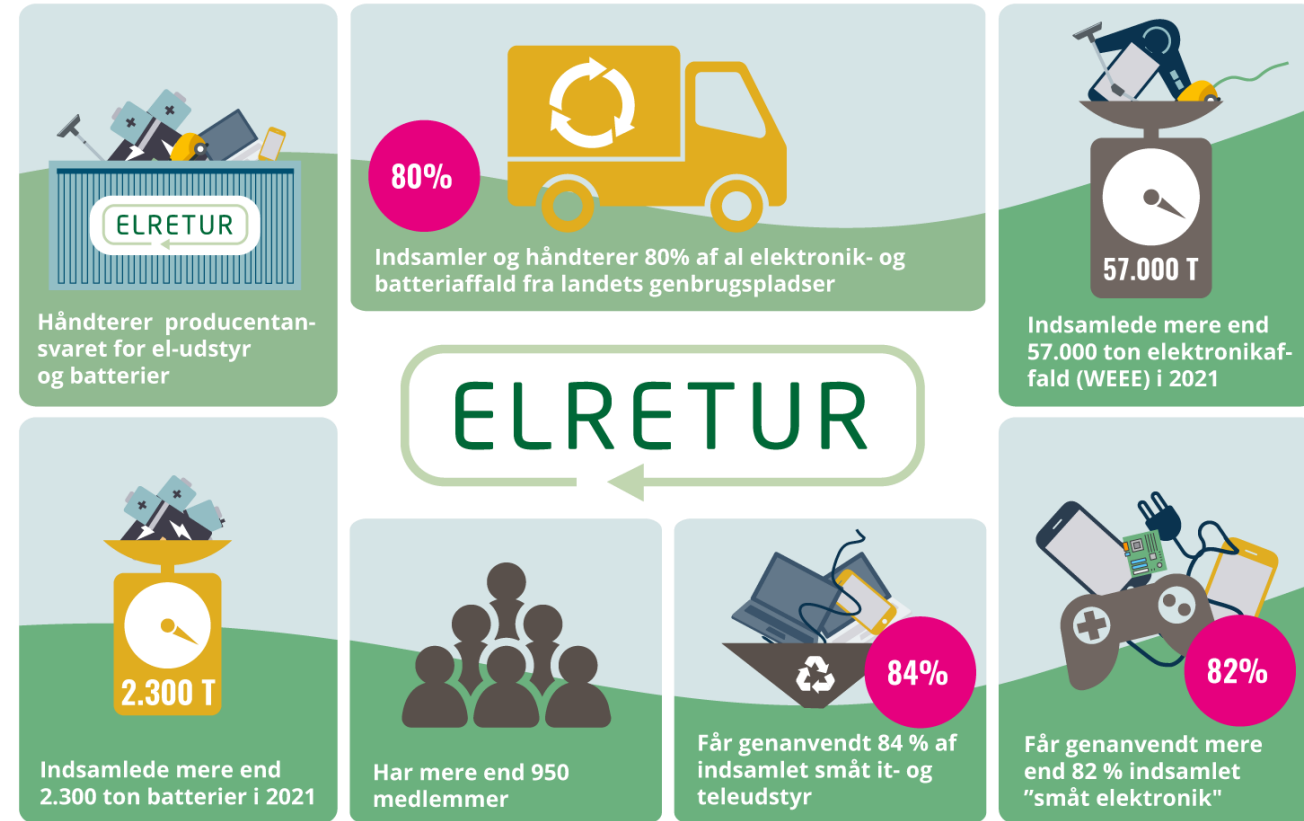 ELRETUR
Håndterer producentan-
svaret for el-udstyr
og batterier
80%
Indsamler og håndterer 80% af al elektronik- og
batteriaffald fra landets genbrugspladser
57.000 T
Indsamlede mere end
57.000 ton elektronikaf-
fald (WEEE) i 2021
ELRETUR
2.300 T
Indsamlede mere end
2.300 ton batterier i 2021
Har mere end 950
medlemmer
84%
Får genanvendt 84 % af
indsamlet småt it- og
teleudstyr
82%
Får genanvendt mere
end 82 % indsamlet
”småt elektronik"